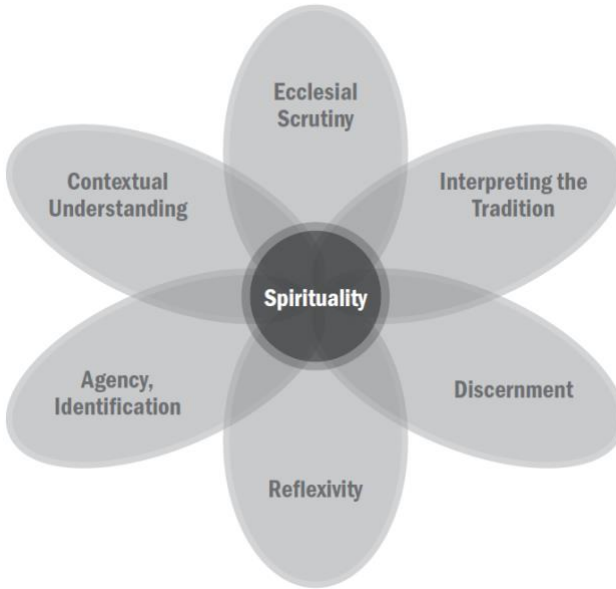 Ecclesial
Scrutiny
Contextual
Understanding
Interpreting the
Tradition
Spirituality
Agency,
Identification
Discernment
Reflexivity